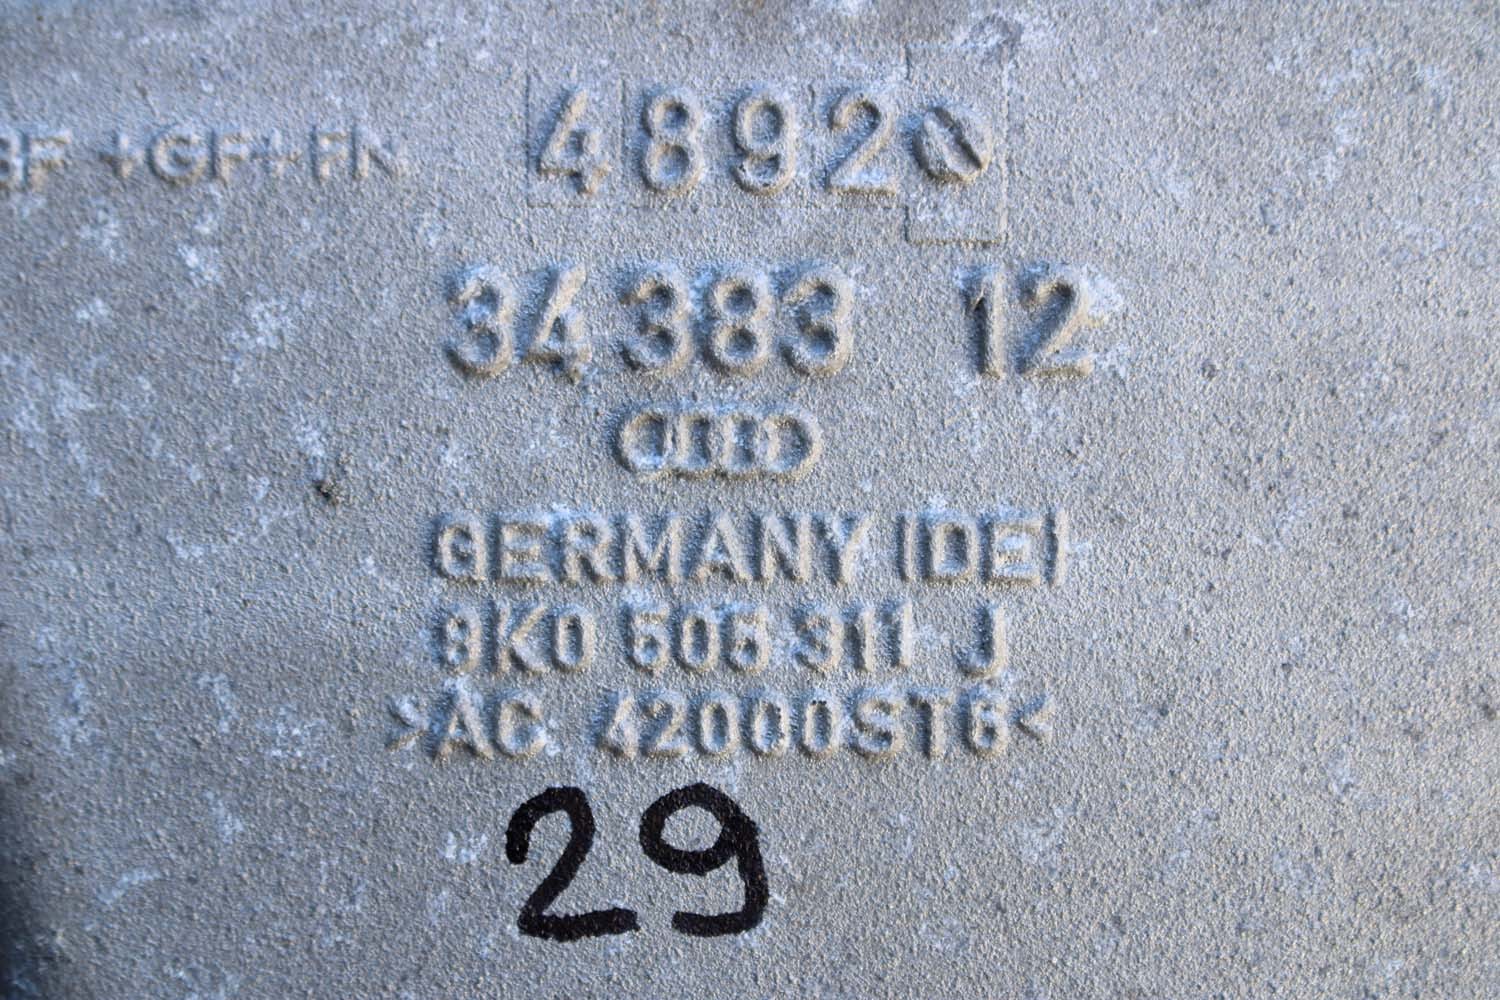 +GF+ FN 48920
34383 12
GERMANY (DE)
8K0 505 311 J
>AC 42000ST6<
29